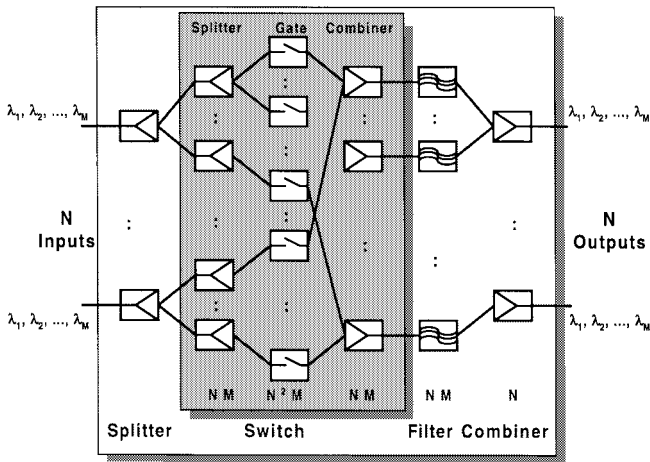 Splitter Gate Combiner
λ1, λ2, ..., λM
λ1, λ2, ..., λM
N
Inputs
N
Outputs
λ1, λ2, ..., λM
λ1, λ2, ..., λM
N M N² M N M N M N
Splitter Switch Filter Combiner